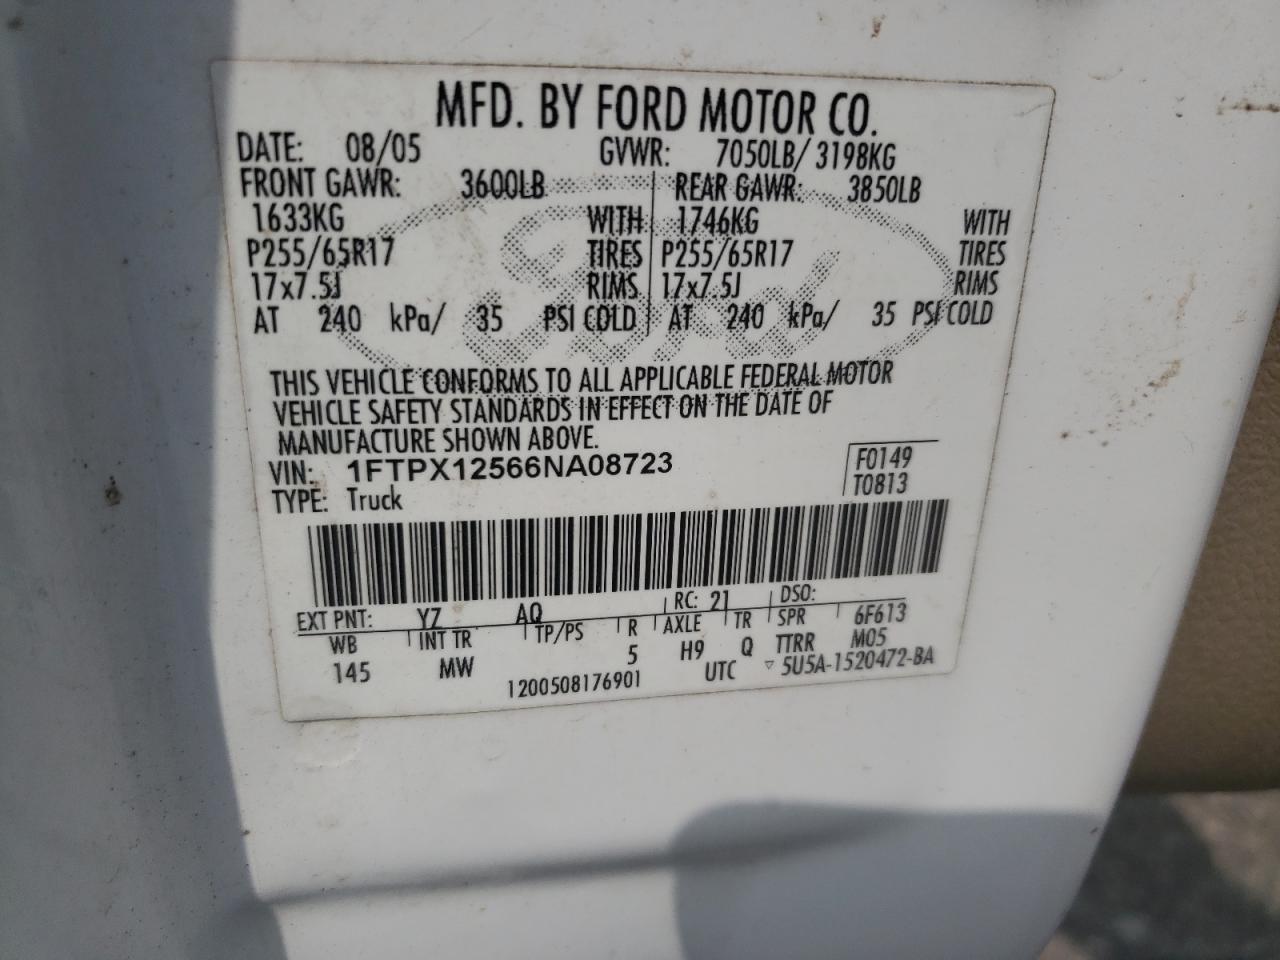 MFD. BY FORD MOTOR CO.
DATE: 08/05 GVWR: 7050LB/ 3198KG
FRONT GAWR: 3600LB REAR GAWR: 3850LB
1633KG WITH 1746KG WITH
P255/65R17 TIRES P255/65R17 TIRES
17x7.5J RIMS 17x7.5J RIMS
AT 240 kPa/ 35 PSI COLD AT 240 kPa/ 35 PSI COLD
Ford
THIS VEHICLE CONFORMS TO ALL APPLICABLE FEDERAL MOTOR
VEHICLE SAFETY STANDARDS IN EFFECT ON THE DATE OF
MANUFACTURE SHOWN ABOVE.
VIN: 1FTPX12566NA08723 F0149
TYPE: Truck T0813
EXT PNT: YZ AQ RC: 21 DSO:
WB INT TR TP/PS R AXLE TR SPR 6F613
145 MW 5 H9 Q TTRR M05
1200508176901 UTC ▽ 5U5A-1520472-BA